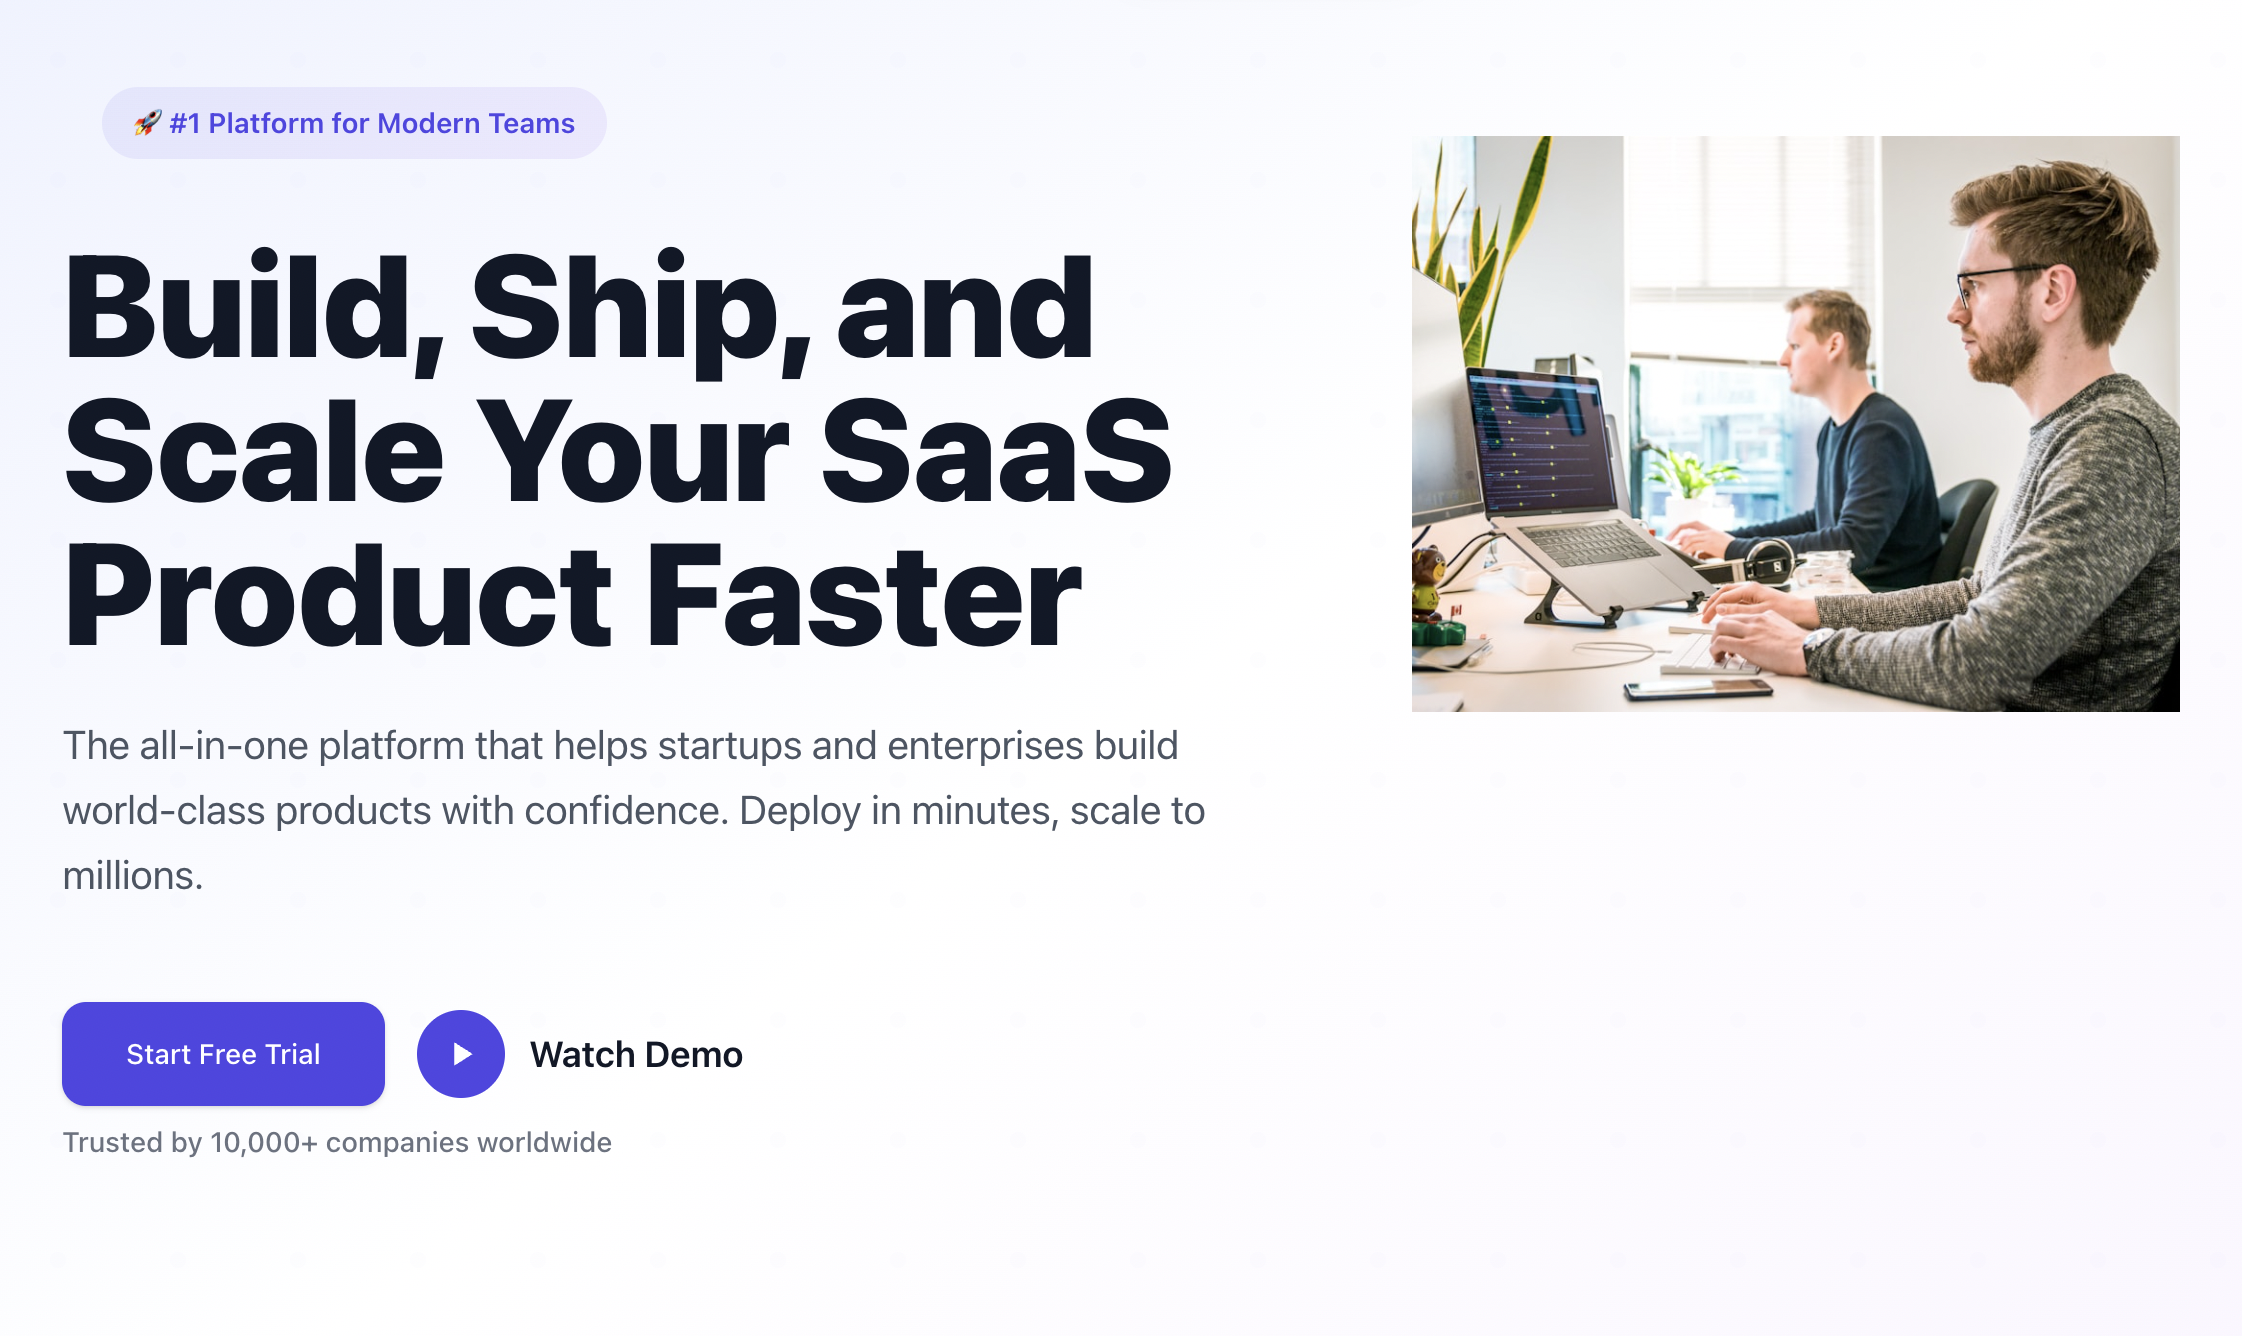 🚀 #1 Platform for Modern Teams
Build, Ship, and
Scale Your SaaS
Product Faster
The all-in-one platform that helps startups and enterprises build
world-class products with confidence. Deploy in minutes, scale to
millions.
Start Free Trial
Watch Demo
Trusted by 10,000+ companies worldwide